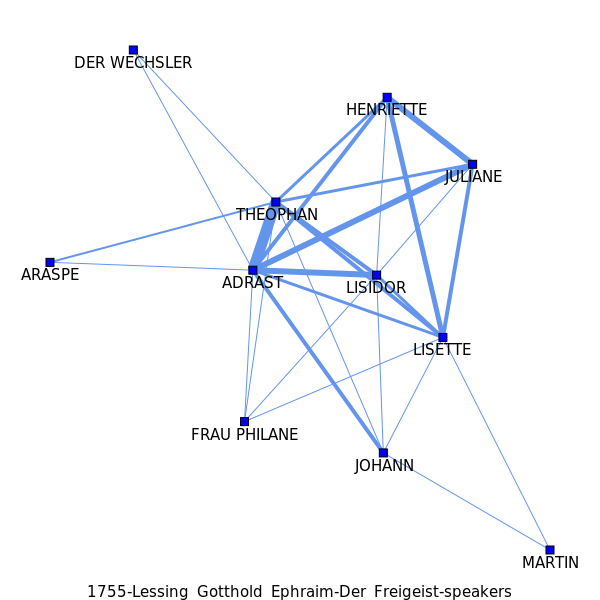 DER WECHSLER
HENRIETTE
JULIANE
THEOPHAN
ARASPE
ADRAST
LISIDOR
LISETTE
FRAU PHILANE
JOHANN
MARTIN
1755-Lessing Gotthold Ephraim-Der Freigeist-speakers